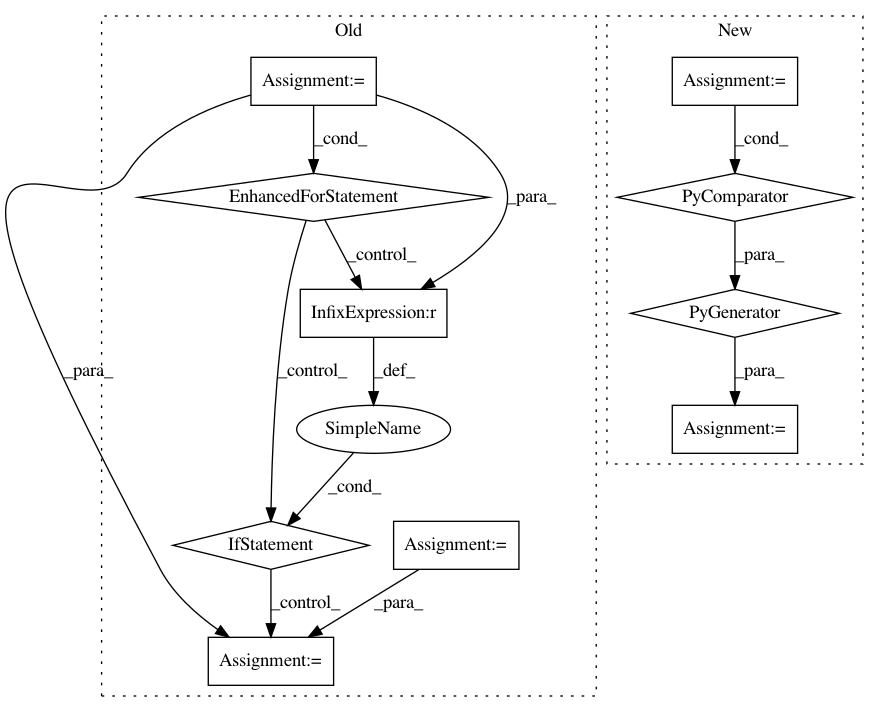 Old
New
Assignment:=
Assignment:=
_cond_
_cond_
EnhancedForStatement
PyComparator
_para_
_control_
_para_
InfixExpression:r
PyGenerator
_para_
_control_
_def_
_para_
SimpleName
Assignment:=
_cond_
IfStatement
Assignment:=
_control_
_para_
Assignment:=